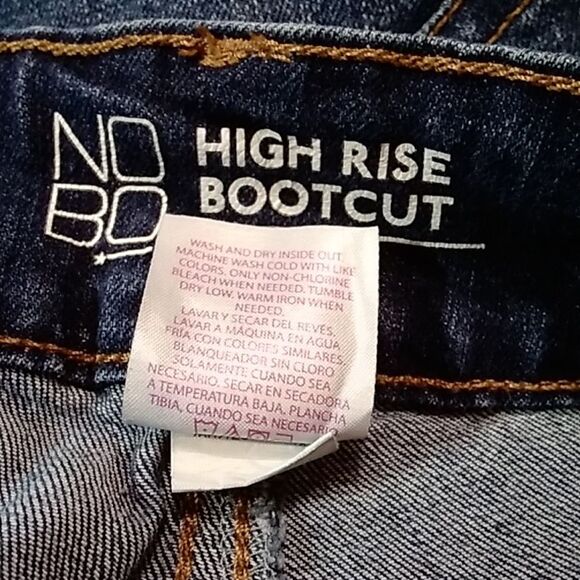 NO
BO
HIGH RISE
BOOTCUT
WASH AND DRY INSIDE OUT
MACHINE WASH COLD WITH LIKE
COLORS. ONLY NON-CHLORINE
BLEACH WHEN NEEDED. TUMBLE
DRY LOW. WARM IRON WHEN
NEEDED.
LAVAR Y SECAR DEL REVES.
LAVAR A MÁQUINA EN AGUA
FRÍA CON COLORES SIMILARES.
BLANQUEADOR SIN CLORO
SOLAMENTE CUANDO SEA
NECESARIO. SECAR EN SECADORA
A TEMPERATURA BAJA. PLANCHA
TIBIA, CUANDO SEA NECESARIO